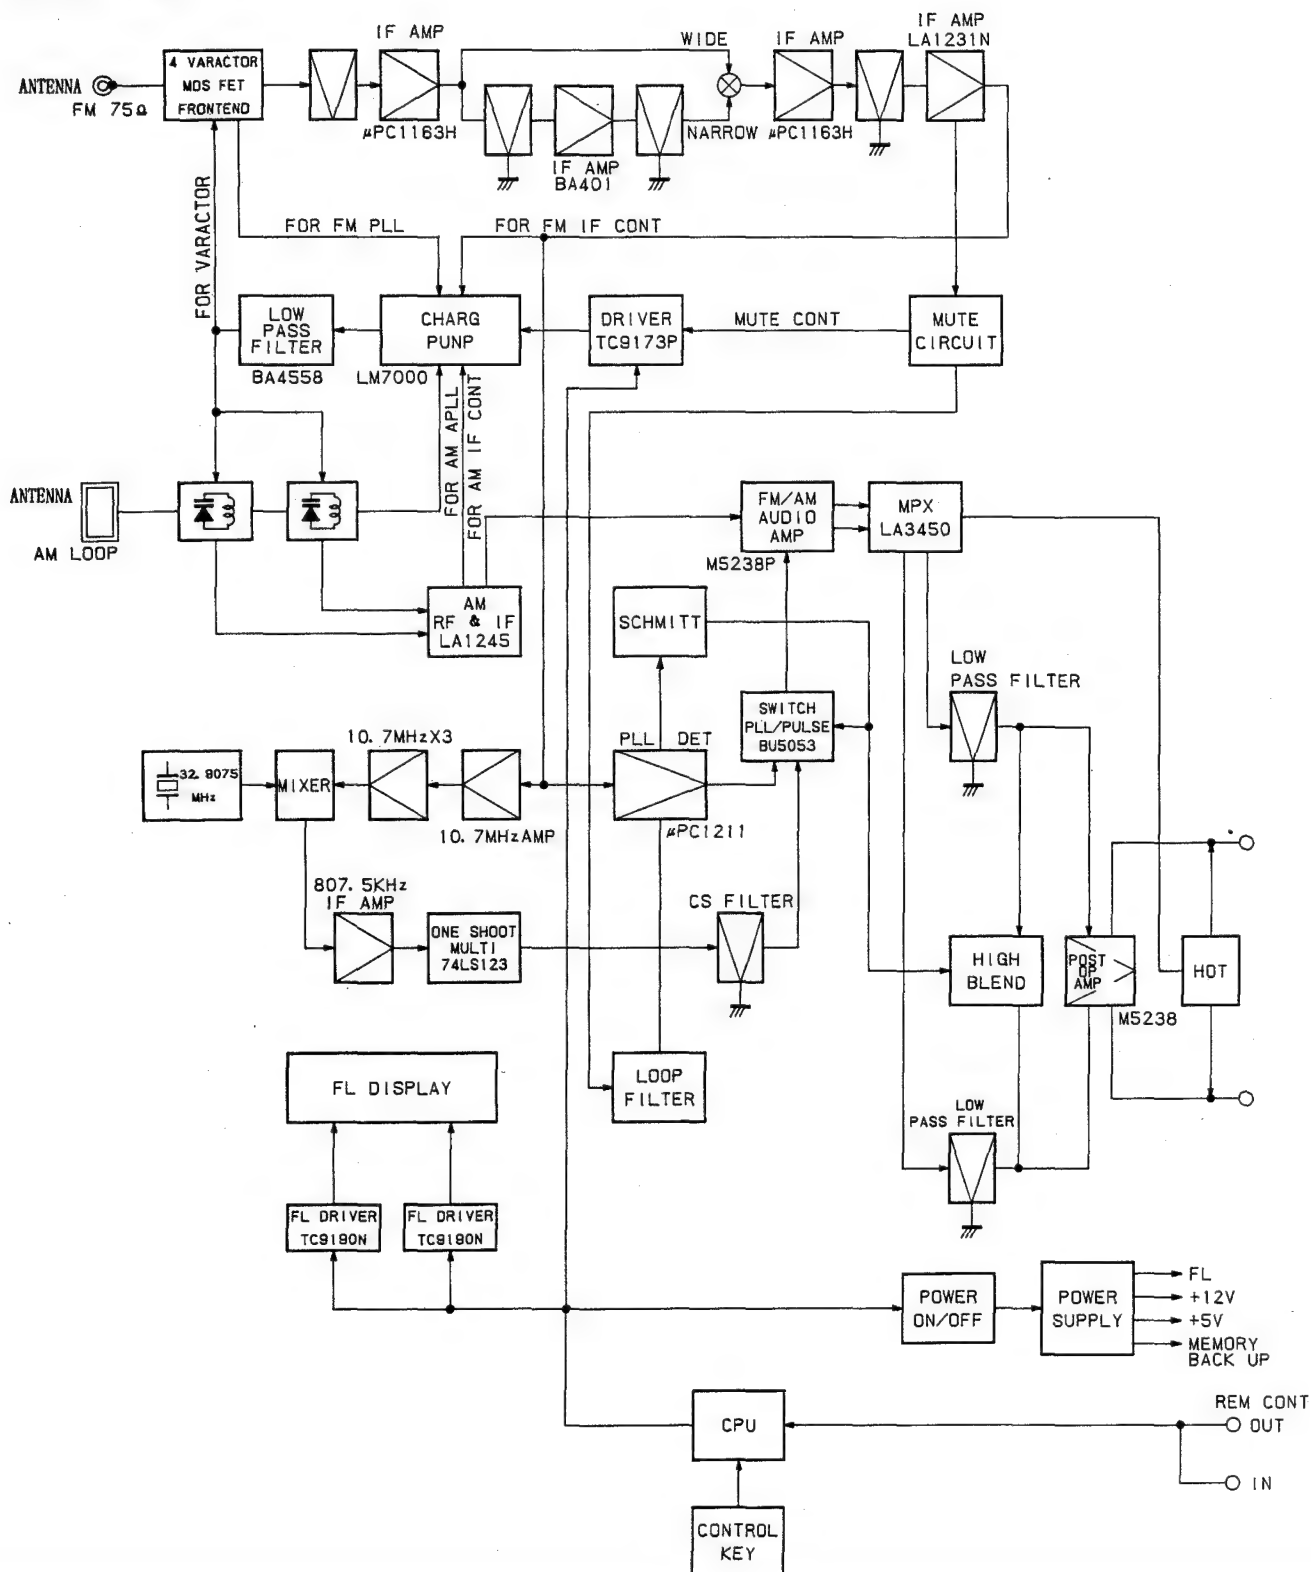 IF AMP
IF AMP
LA1231N
IF AMP
WIDE
4 VARACTOR
MOS FET
FRONTEND
ANTENNA
FM 75Ω
μPC1163H
NARROW
μPC1163H
IF AMP
BA401
FOR VARACTOR
FOR FM PLL
FOR FM IF CONT
LOW
PASS
FILTER
BA4558
CHARG
PUNP
LM7000
DRIVER
TC9173P
MUTE CONT
MUTE
CIRCUIT
FOR AM APLL
FOR AM IF CONT
ANTENNA
AM LOOP
FM/AM
AUDIO
AMP
M5238P
MPX
LA3450
AM
RF & IF
LA1245
SCHMITT
LOW
PASS FILTER
SWITCH
PLL/PULSE
BU5053
10.7MHzX3
PLL DET
32.9075
MHz
MIXER
10.7MHzAMP
μPC1211
807.5KHz
IF AMP
CS FILTER
ONE SHOOT
MULTI
74LS123
HIGH
BLEND
POST
OP
AMP
M5238
HOT
FL DISPLAY
LOOP
FILTER
LOW
PASS FILTER
FL DRIVER
TC9190N
FL DRIVER
TC9190N
POWER
ON/OFF
POWER
SUPPLY
FL
+12V
+5V
MEMORY
BACK UP
CPU
REM CONT
OUT
IN
CONTROL
KEY